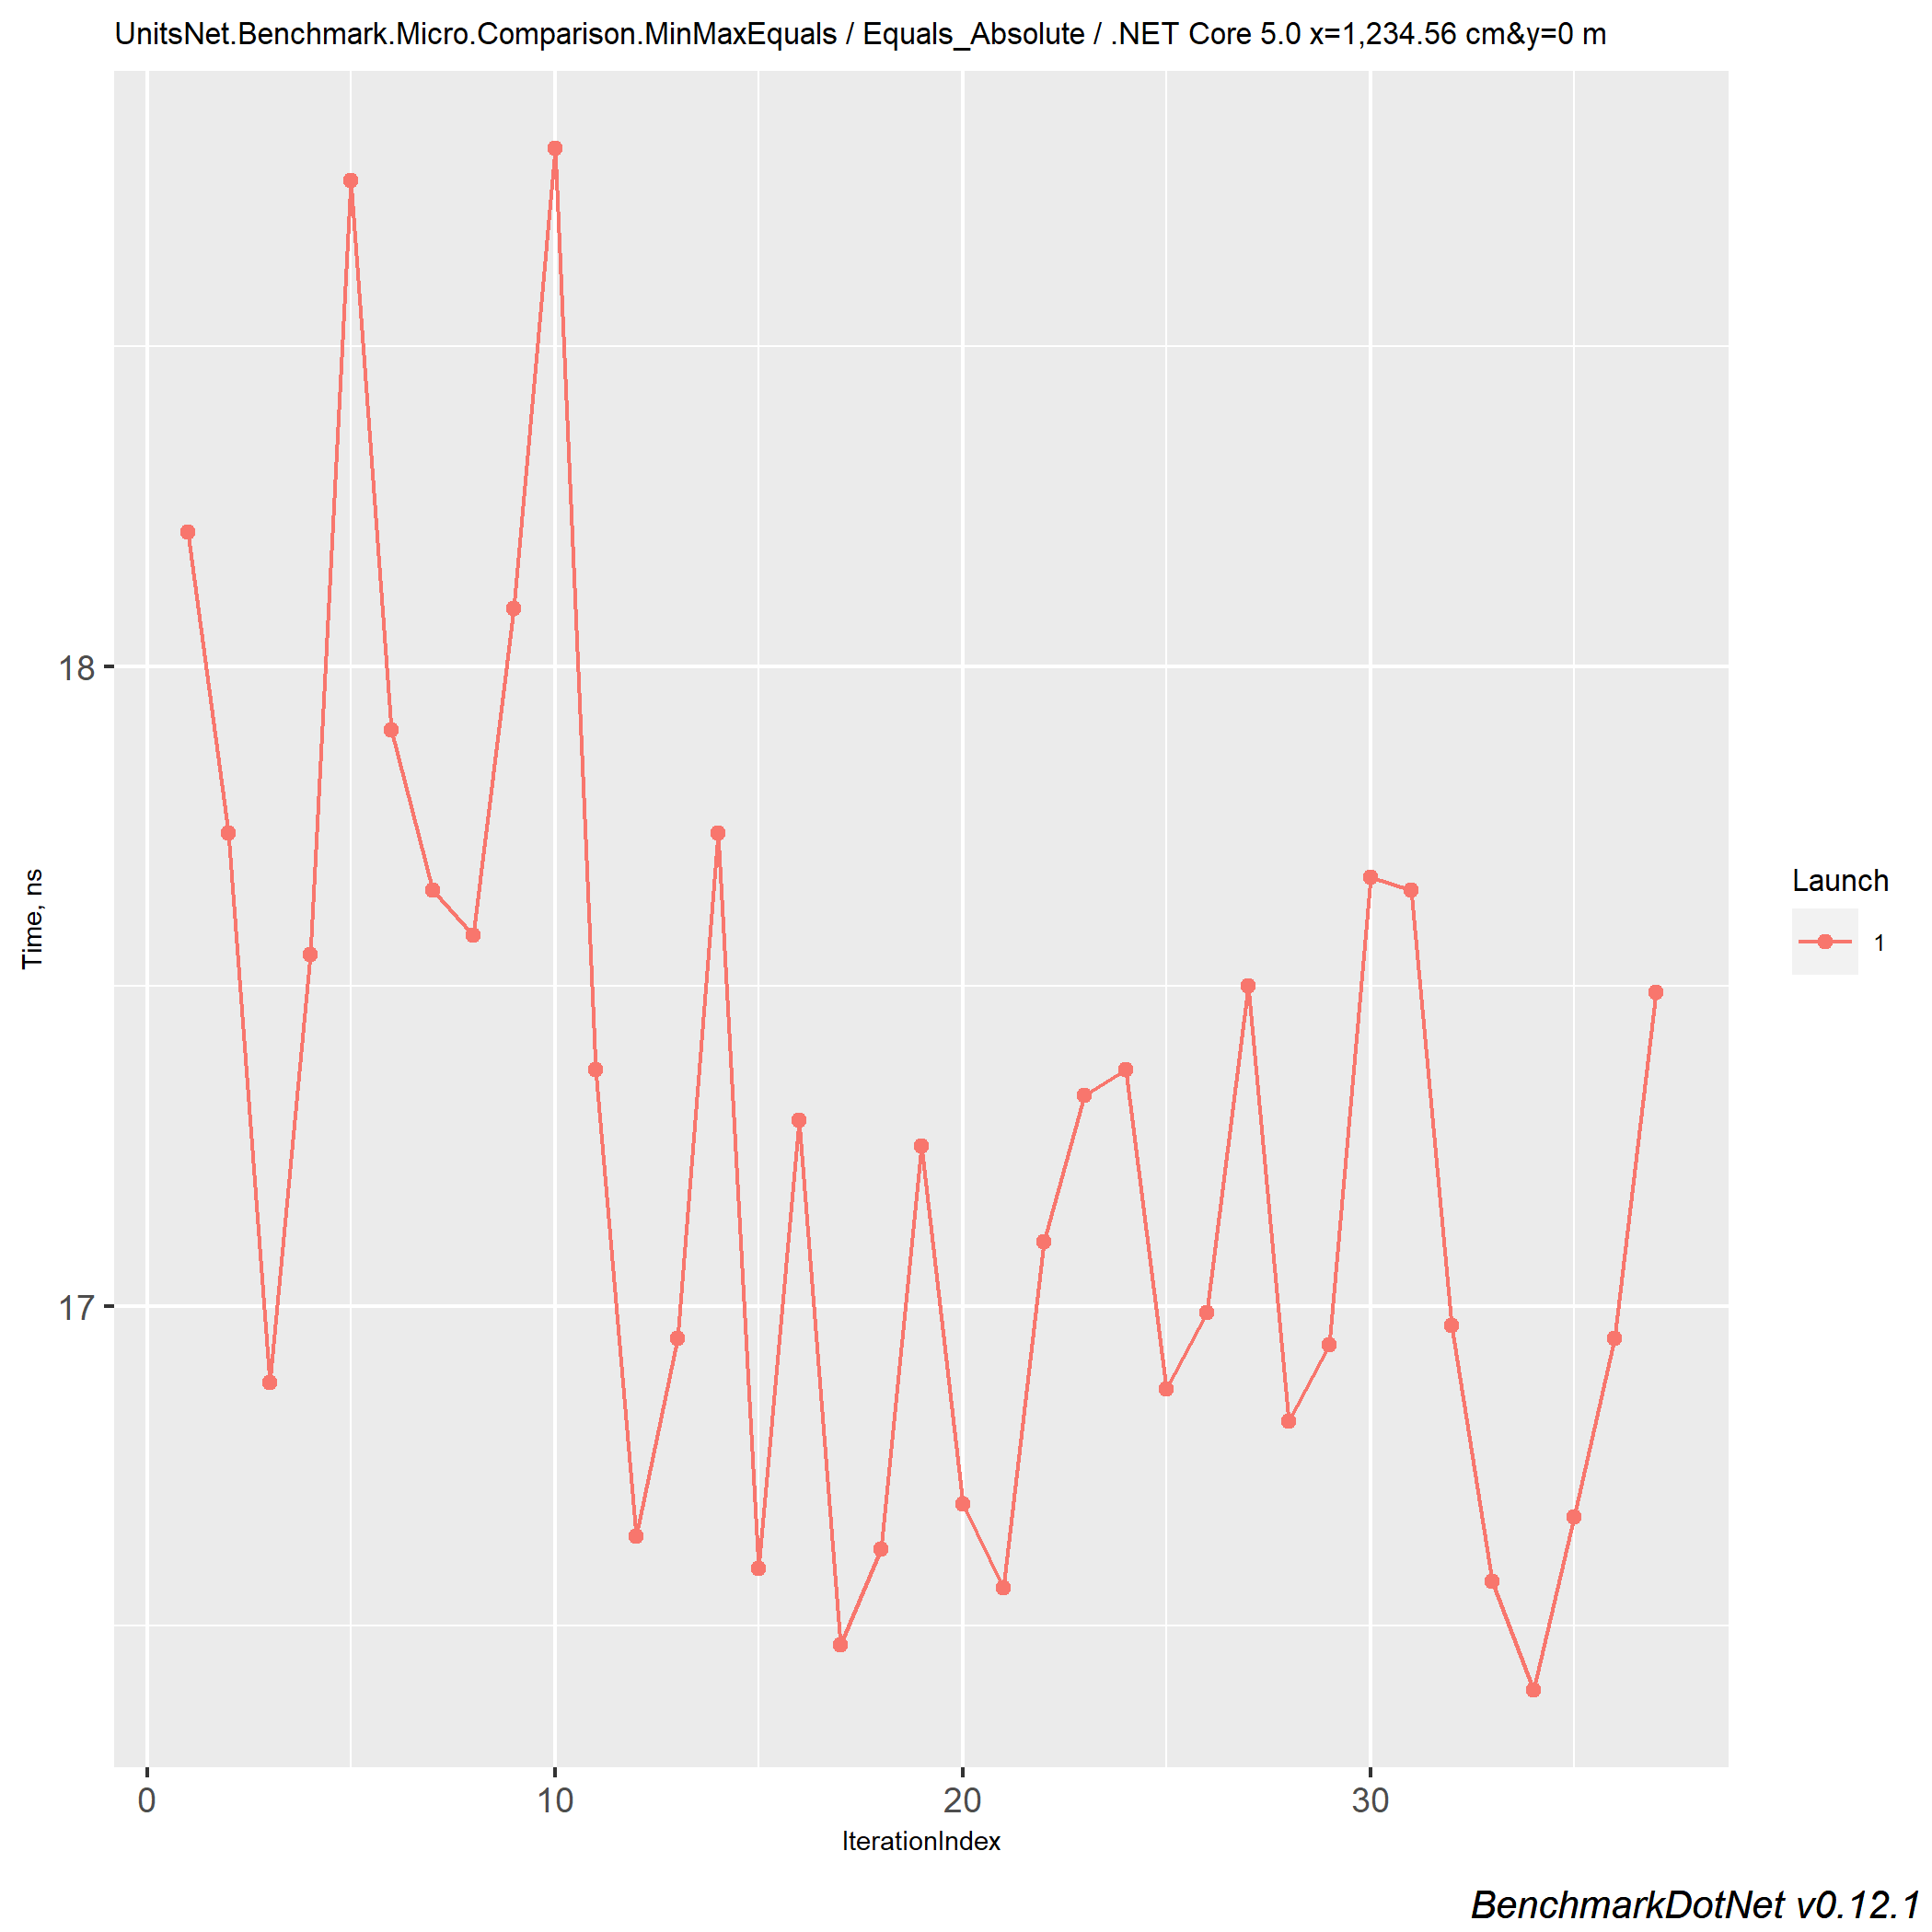 UnitsNet.Benchmark.Micro.Comparison.MinMaxEquals / Equals_Absolute / .NET Core 5.0 x=1,234.56 cm&y=0 m
18
17
Time, ns
0 10 20 30
IterationIndex
Launch
1
BenchmarkDotNet v0.12.1